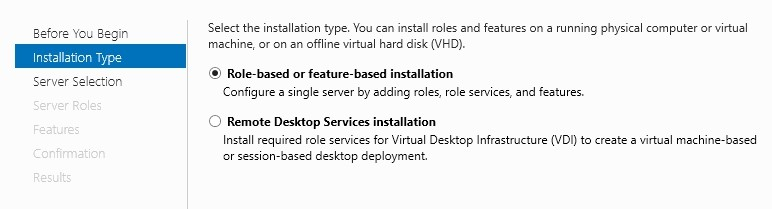 Before You Begin
Installation Type
Server Selection
Server Roles
Features
Confirmation
Results
Select the installation type. You can install roles and features on a running physical computer or virtual
machine, or on an offline virtual hard disk (VHD).
Role-based or feature-based installation
Configure a single server by adding roles, role services, and features.
Remote Desktop Services installation
Install required role services for Virtual Desktop Infrastructure (VDI) to create a virtual machine-based
or session-based desktop deployment.